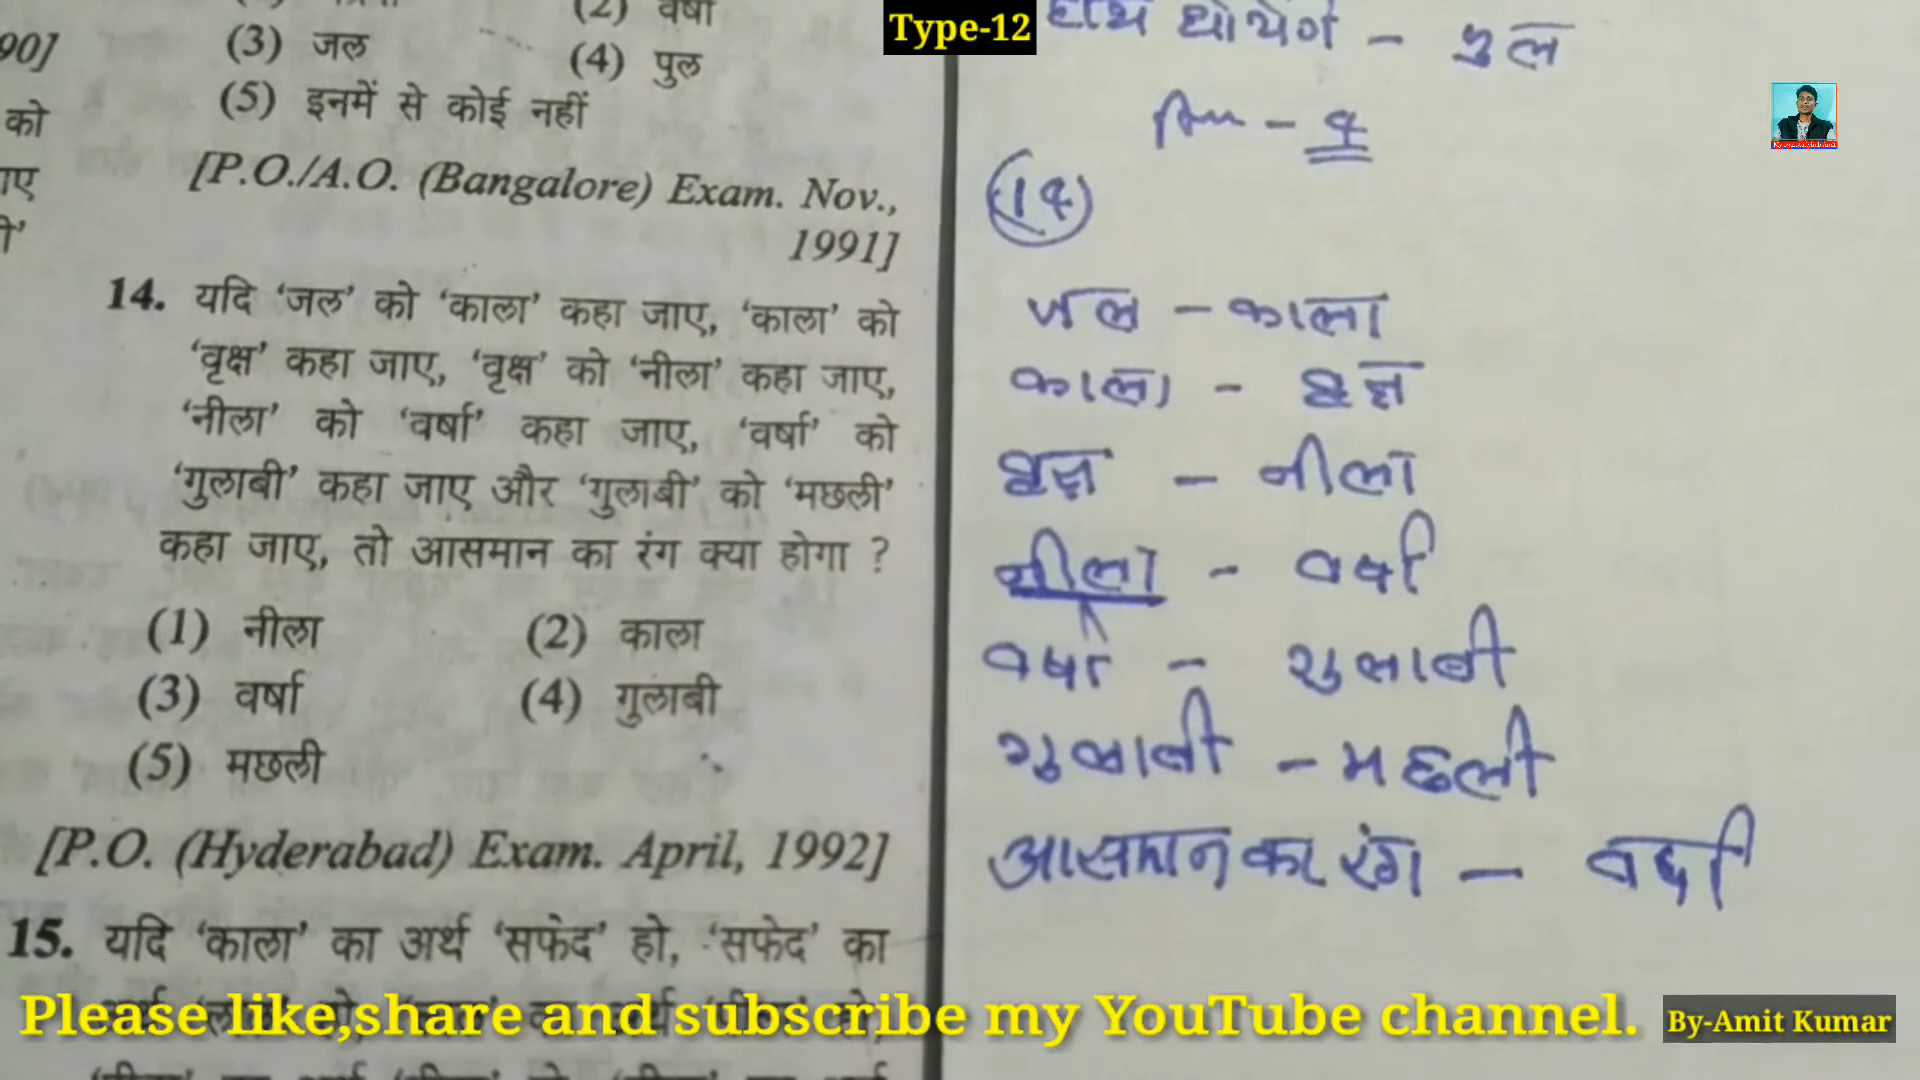 (2) वर्षा
90]
(3) जल (4) पुल
को
(5) इनमें से कोई नहीं
[P.O./A.O. (Bangalore) Exam. Nov.,
1991]
14. यदि 'जल' को 'काला' कहा जाए, 'काला' को
'वृक्ष' कहा जाए, 'वृक्ष' को 'नीला' कहा जाए,
'नीला' को 'वर्षा' कहा जाए, 'वर्षा' को
'गुलाबी' कहा जाए और 'गुलाबी' को 'मछली'
कहा जाए, तो आसमान का रंग क्या होगा ?
(1) नीला (2) काला
(3) वर्षा (4) गुलाबी
(5) मछली
[P.O. (Hyderabad) Exam. April, 1992]
15. यदि 'काला' का अर्थ 'सफेद' हो, 'सफेद' का
Type-12
हाथ धोयेंगे - पुल
- 4
(14)
जल - काला
काला - वृक्ष
वृक्ष - नीला
नीला - वर्षा
वर्षा - गुलाबी
गुलाबी - मछली
आसमान का रंग - वर्षा
Please like,share and subscribe my YouTube channel.
By-Amit Kumar